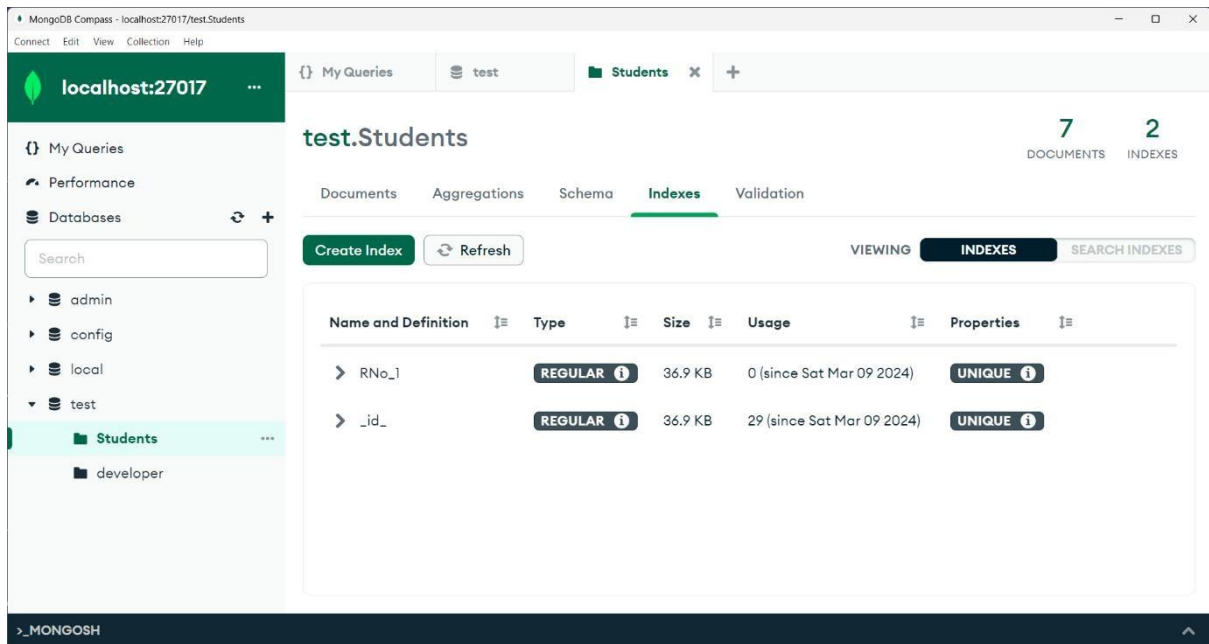 MongoDB Compass - localhost:27017/test.Students
Connect Edit View Collection Help
localhost:27017 ...
{} My Queries
Performance
Databases
Search
admin
config
local
test
Students ...
developer
{} My Queries test Students +
test.Students
7 DOCUMENTS
2 INDEXES
Documents Aggregations Schema Indexes Validation
Create Index Refresh VIEWING INDEXES SEARCH INDEXES
Name and Definition Type Size Usage Properties
RNo_1 REGULAR 36.9 KB 0 (since Sat Mar 09 2024) UNIQUE
_id_ REGULAR 36.9 KB 29 (since Sat Mar 09 2024) UNIQUE
>_MONGOSH